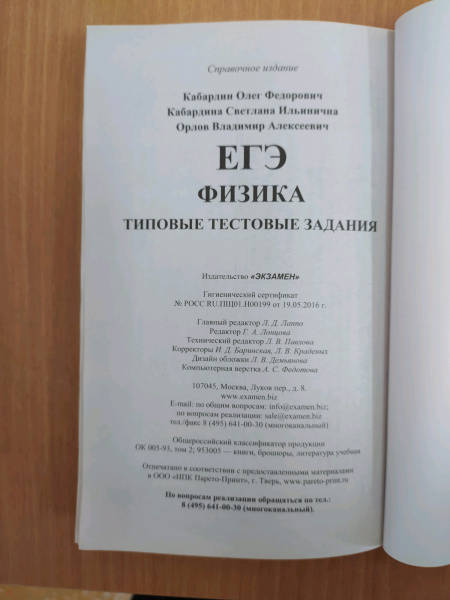 Справочное издание
Кабардин Олег Федорович
Кабардина Светлана Ильинична
Орлов Владимир Алексеевич
ЕГЭ
ФИЗИКА
ТИПОВЫЕ ТЕСТОВЫЕ ЗАДАНИЯ
Издательство «ЭКЗАМЕН»
Гигиенический сертификат
№ РОСС RU.ПЩ01.Н00199 от 19.05.2016 г.
Главный редактор Л. Д. Лаппо
Редактор Г. А. Лонцова
Технический редактор Л. В. Павлова
Корректоры И. Д. Баринская, Л. В. Краденых
Дизайн обложки Л. В. Демьянова
Компьютерная верстка А. С. Федотова
107045, Москва, Луков пер., д. 8.
www.examen.biz
E-mail: по общим вопросам: info@examen.biz;
по вопросам реализации: sale@examen.biz
тел./факс 8 (495) 641-00-30 (многоканальный)
Общероссийский классификатор продукции
ОК 005-93, том 2; 953005 — книги, брошюры, литература учебная
Отпечатано в соответствии с предоставленными материалами
в ООО «ИПК Парето-Принт», г. Тверь, www.pareto-print.ru
По вопросам реализации обращаться по тел.:
8 (495) 641-00-30 (многоканальный).